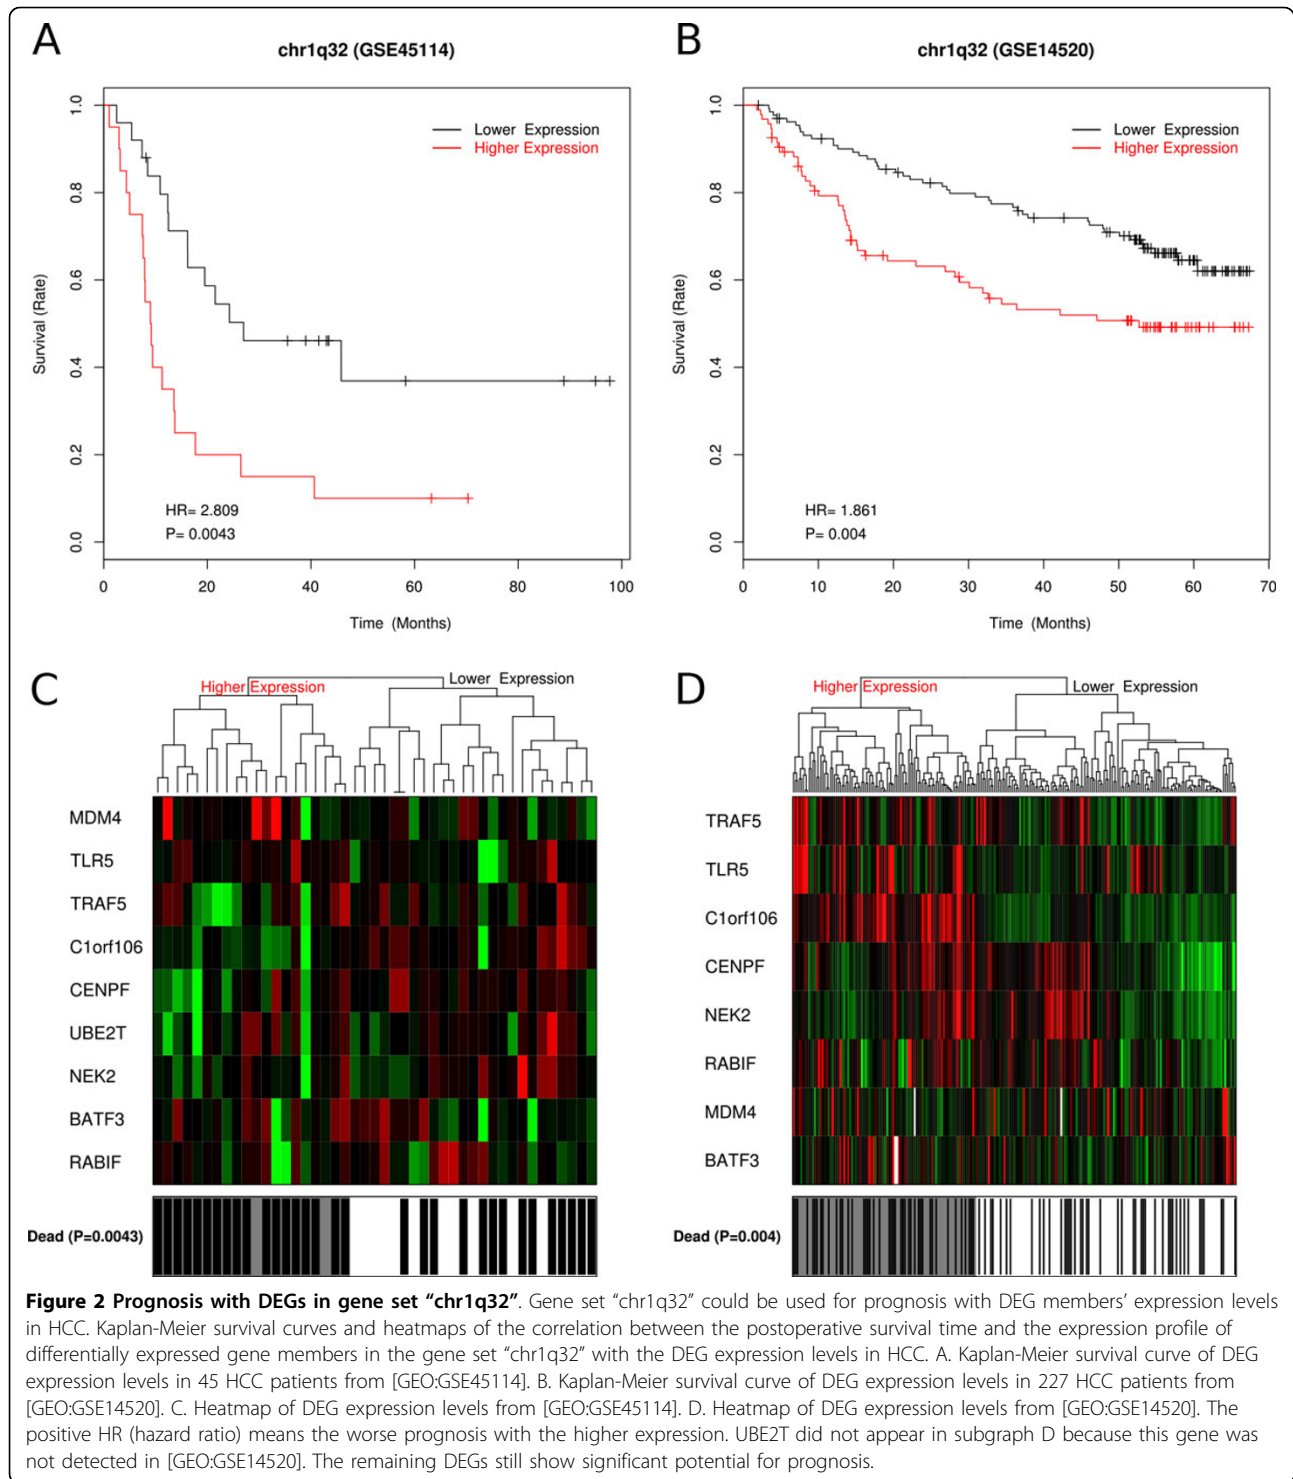 A
chr1q32 (GSE45114)
1.0
0.8
0.6
0.4
0.2
0.0
Survival (Rate)
Lower Expression
Higher Expression
HR= 2.809
P= 0.0043
0 20 40 60 80 100
Time (Months)
B
chr1q32 (GSE14520)
1.0
0.8
0.6
0.4
0.2
0.0
Survival (Rate)
Lower Expression
Higher Expression
HR= 1.861
P= 0.004
0 10 20 30 40 50 60 70
Time (Months)
C
Higher Expression
Lower Expression
MDM4
TLR5
TRAF5
C1orf106
CENPF
UBE2T
NEK2
BATF3
RABIF
Dead (P=0.0043)
D
Higher Expression
Lower Expression
TRAF5
TLR5
C1orf106
CENPF
NEK2
RABIF
MDM4
BATF3
Dead (P=0.004)
Figure 2 Prognosis with DEGs in gene set “chr1q32”. Gene set “chr1q32” could be used for prognosis with DEG members’ expression levels
in HCC. Kaplan-Meier survival curves and heatmaps of the correlation between the postoperative survival time and the expression profile of
differentially expressed gene members in the gene set “chr1q32” with the DEG expression levels in HCC. A. Kaplan-Meier survival curve of DEG
expression levels in 45 HCC patients from [GEO:GSE45114]. B. Kaplan-Meier survival curve of DEG expression levels in 227 HCC patients from
[GEO:GSE14520]. C. Heatmap of DEG expression levels from [GEO:GSE45114]. D. Heatmap of DEG expression levels from [GEO:GSE14520]. The
positive HR (hazard ratio) means the worse prognosis with the higher expression. UBE2T did not appear in subgraph D because this gene was
not detected in [GEO:GSE14520]. The remaining DEGs still show significant potential for prognosis.